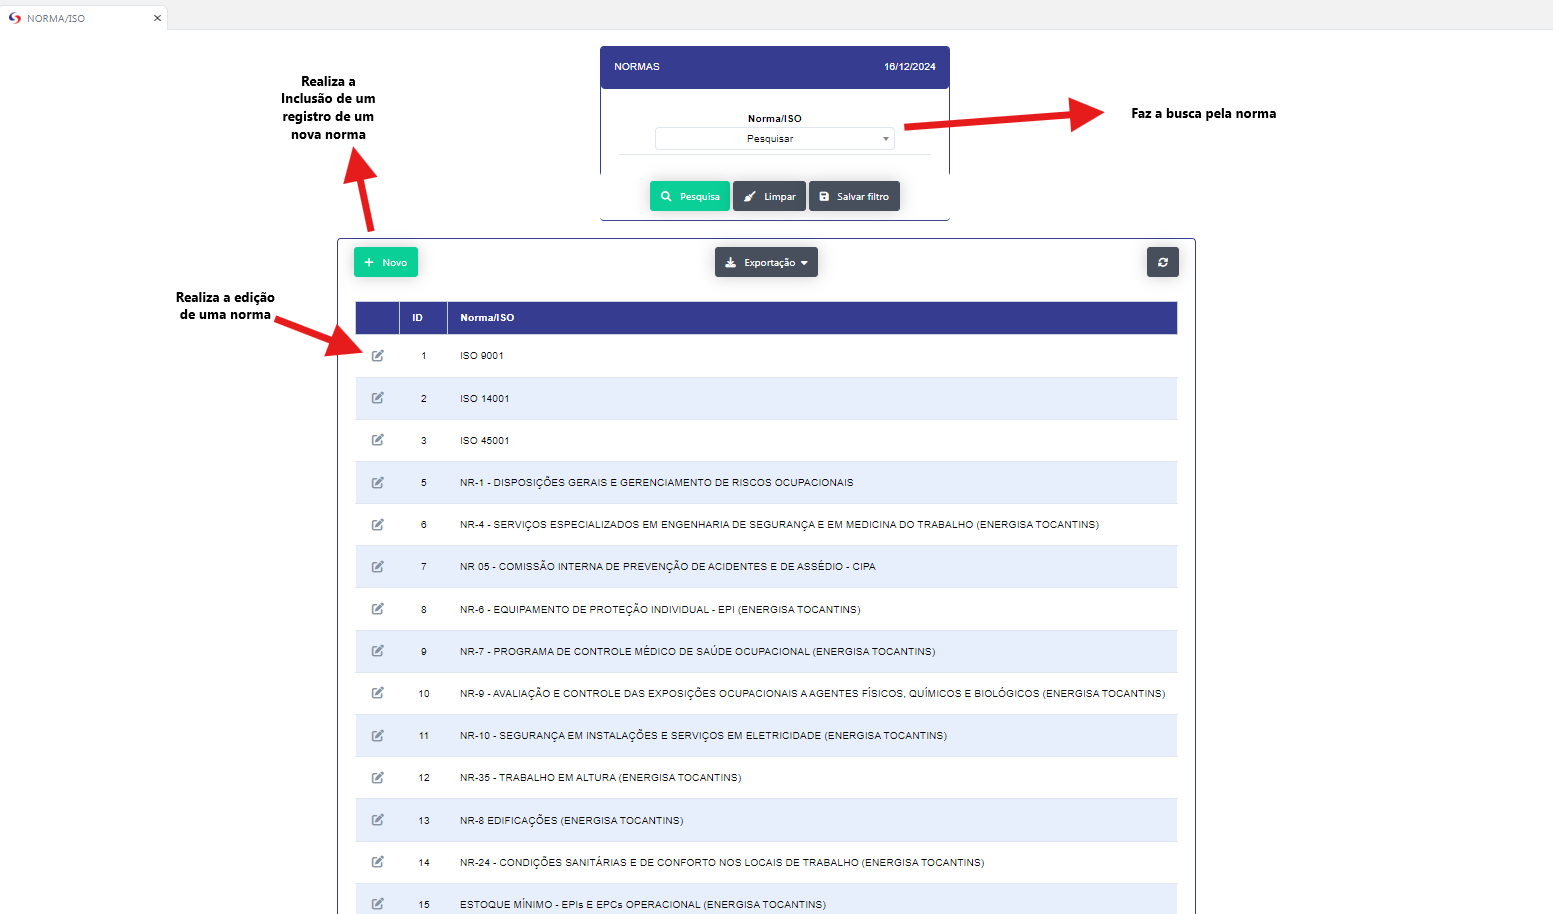 NORMA/ISO
NORMAS 16/12/2024
Realiza a
Inclusão de um
registro de um
nova norma
Norma/ISO
Pesquisar
Faz a busca pela norma
Pesquisa Limpar Salvar filtro
+ Novo Exportação
Realiza a edição
de uma norma
ID Norma/ISO
1 ISO 9001
2 ISO 14001
3 ISO 45001
5 NR-1 - DISPOSIÇÕES GERAIS E GERENCIAMENTO DE RISCOS OCUPACIONAIS
6 NR-4 - SERVIÇOS ESPECIALIZADOS EM ENGENHARIA DE SEGURANÇA E EM MEDICINA DO TRABALHO (ENERGISA TOCANTINS)
7 NR 05 - COMISSÃO INTERNA DE PREVENÇÃO DE ACIDENTES E DE ASSÉDIO - CIPA
8 NR-6 - EQUIPAMENTO DE PROTEÇÃO INDIVIDUAL - EPI (ENERGISA TOCANTINS)
9 NR-7 - PROGRAMA DE CONTROLE MÉDICO DE SAÚDE OCUPACIONAL (ENERGISA TOCANTINS)
10 NR-9 - AVALIAÇÃO E CONTROLE DAS EXPOSIÇÕES OCUPACIONAIS A AGENTES FÍSICOS, QUÍMICOS E BIOLÓGICOS (ENERGISA TOCANTINS)
11 NR-10 - SEGURANÇA EM INSTALAÇÕES E SERVIÇOS EM ELETRICIDADE (ENERGISA TOCANTINS)
12 NR-35 - TRABALHO EM ALTURA (ENERGISA TOCANTINS)
13 NR-8 EDIFICAÇÕES (ENERGISA TOCANTINS)
14 NR-24 - CONDIÇÕES SANITÁRIAS E DE CONFORTO NOS LOCAIS DE TRABALHO (ENERGISA TOCANTINS)
15 ESTOQUE MÍNIMO - EPIs E EPCs OPERACIONAL (ENERGISA TOCANTINS)